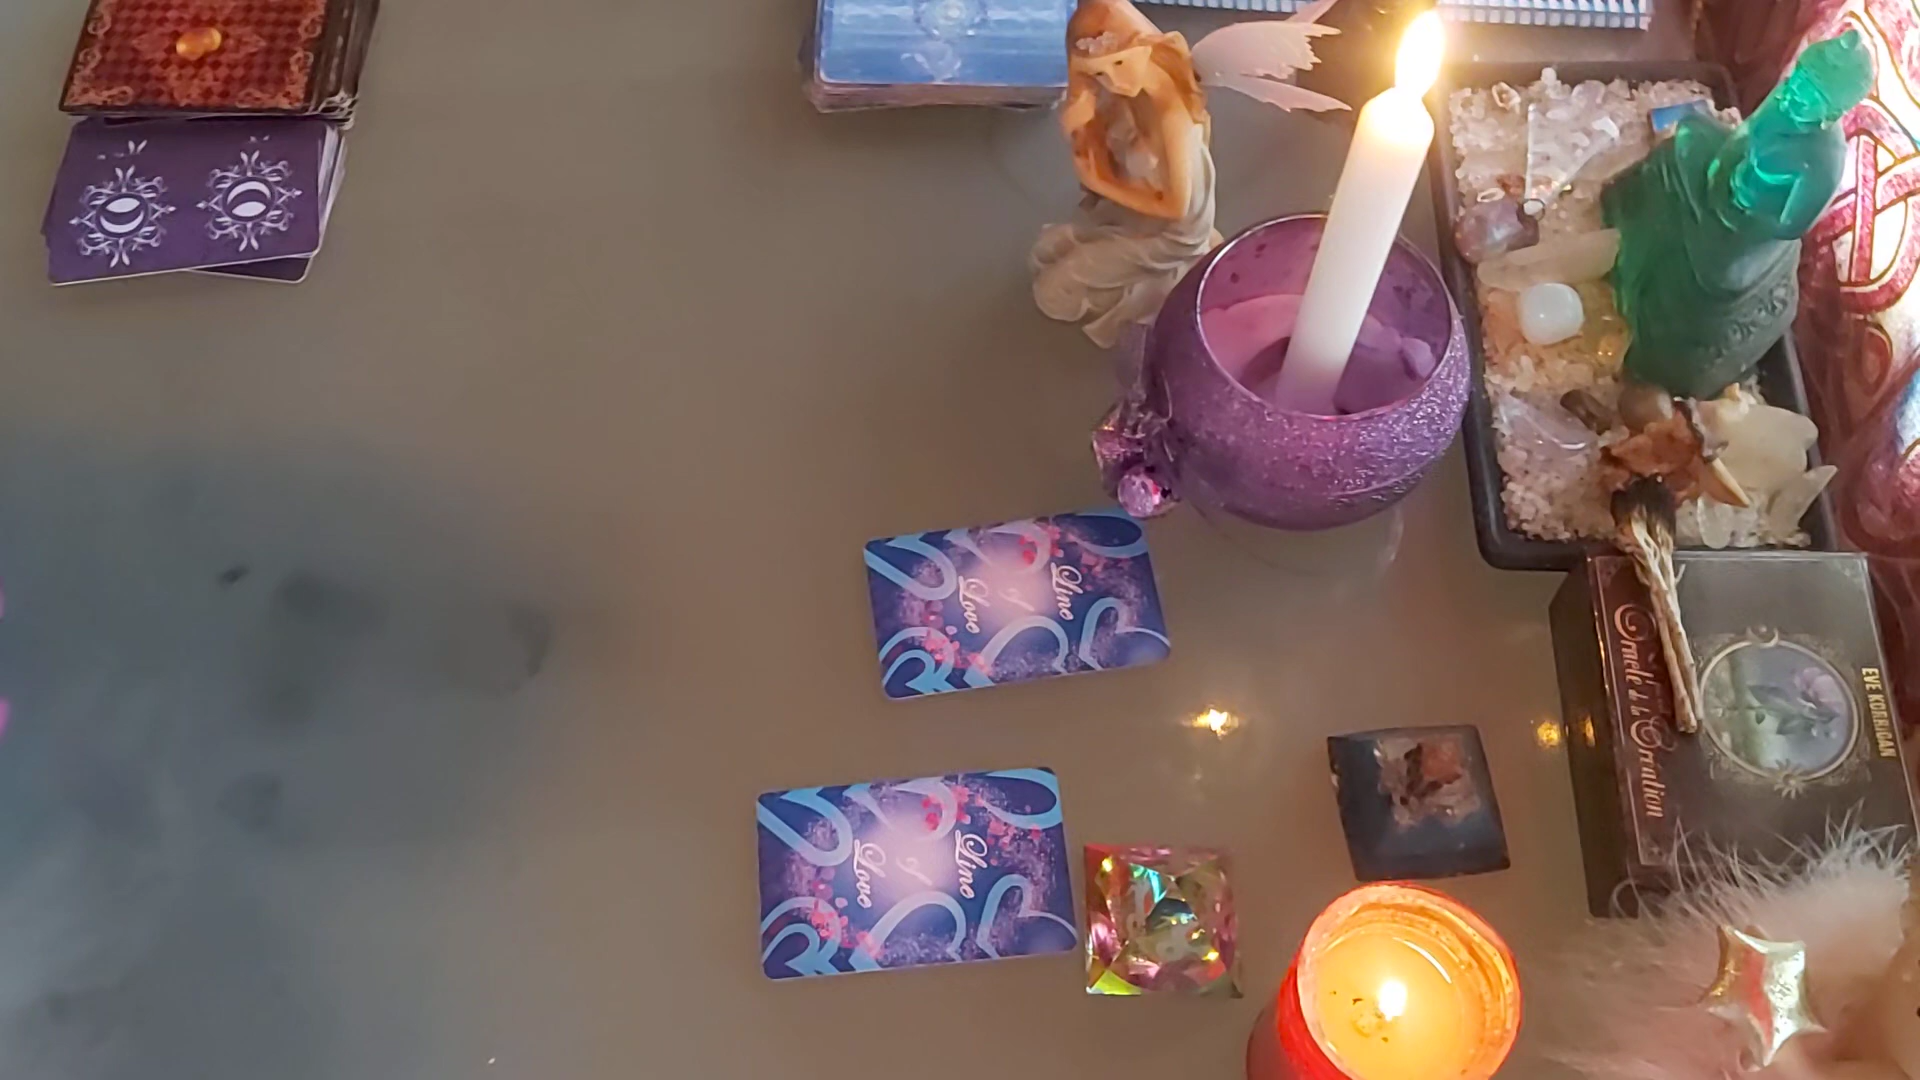 Line
of
Love
Line
of
Love
Oracle de la Création
EVE KORRIGAN